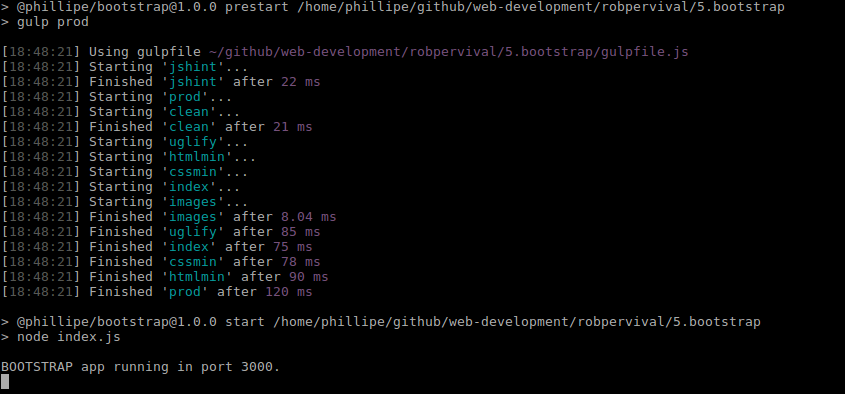 > @phillipe/bootstrap@1.0.0 prestart /home/phillipe/github/web-development/robpervival/5.bootstrap
> gulp prod
[18:48:21] Using gulpfile ~/github/web-development/robpervival/5.bootstrap/gulpfile.js
[18:48:21] Starting 'jshint'...
[18:48:21] Finished 'jshint' after 22 ms
[18:48:21] Starting 'prod'...
[18:48:21] Starting 'clean'...
[18:48:21] Finished 'clean' after 21 ms
[18:48:21] Starting 'uglify'...
[18:48:21] Starting 'htmlmin'...
[18:48:21] Starting 'cssmin'...
[18:48:21] Starting 'index'...
[18:48:21] Starting 'images'...
[18:48:21] Finished 'images' after 8.04 ms
[18:48:21] Finished 'uglify' after 85 ms
[18:48:21] Finished 'index' after 75 ms
[18:48:21] Finished 'cssmin' after 78 ms
[18:48:21] Finished 'htmlmin' after 90 ms
[18:48:21] Finished 'prod' after 120 ms
> @phillipe/bootstrap@1.0.0 start /home/phillipe/github/web-development/robpervival/5.bootstrap
> node index.js
BOOTSTRAP app running in port 3000.